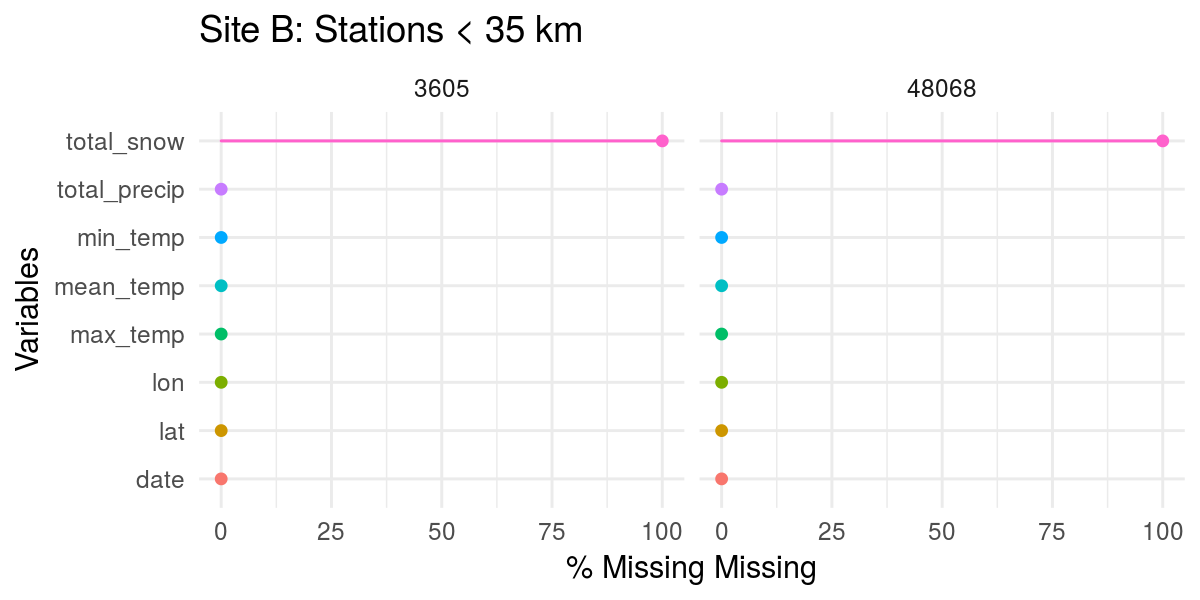 Site B: Stations < 35 km
3605
48068
Variables
total_snow
total_precip
min_temp
mean_temp
max_temp
lon
lat
date
0 25 50 75 100 0 25 50 75 100
% Missing Missing